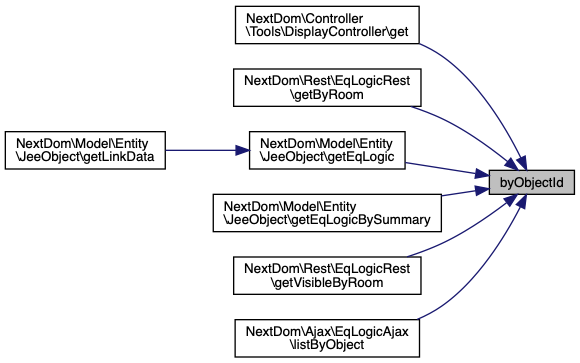 NextDom\Controller
\Tools\DisplayController\get
NextDom\Rest\EqLogicRest
\getByRoom
NextDom\Model\Entity
\JeeObject\getLinkData
NextDom\Model\Entity
\JeeObject\getEqLogic
byObjectId
NextDom\Model\Entity
\JeeObject\getEqLogicBySummary
NextDom\Rest\EqLogicRest
\getVisibleByRoom
NextDom\Ajax\EqLogicAjax
\listByObject